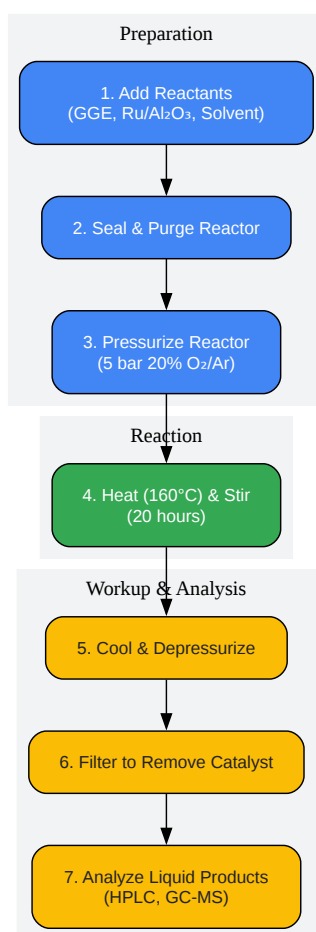 Preparation
1. Add Reactants
(GGE, Ru/Al₂O₃, Solvent)
2. Seal & Purge Reactor
3. Pressurize Reactor
(5 bar 20% O₂/Ar)
Reaction
4. Heat (160°C) & Stir
(20 hours)
Workup & Analysis
5. Cool & Depressurize
6. Filter to Remove Catalyst
7. Analyze Liquid Products
(HPLC, GC-MS)